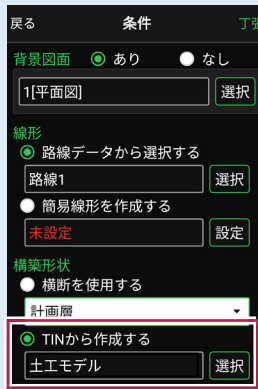 戻る 条件 丁張
背景図面 あり なし
1[平面図] 選択
線形
路線データから選択する
路線1 選択
簡易線形を作成する
未設定 設定
構築形状
横断を使用する
計画層
TINから作成する
土工モデル 選択